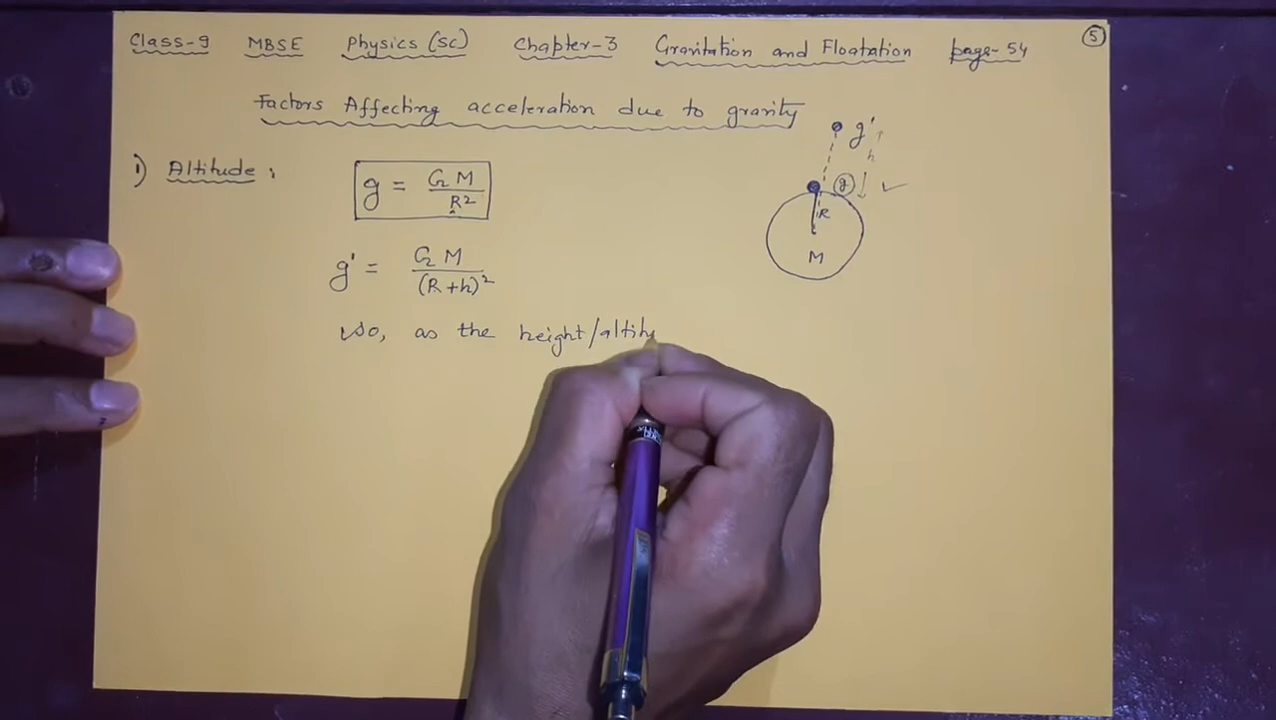 Class-9 MBSE Physics (SC) Chapter-3 Gravitation and Floatation page-54 5
Factors Affecting acceleration due to gravity
1) Altitude :
g = GM / R²
g' = GM / (R+h)²
So, as the height/altitu
g'
h
g
R
M